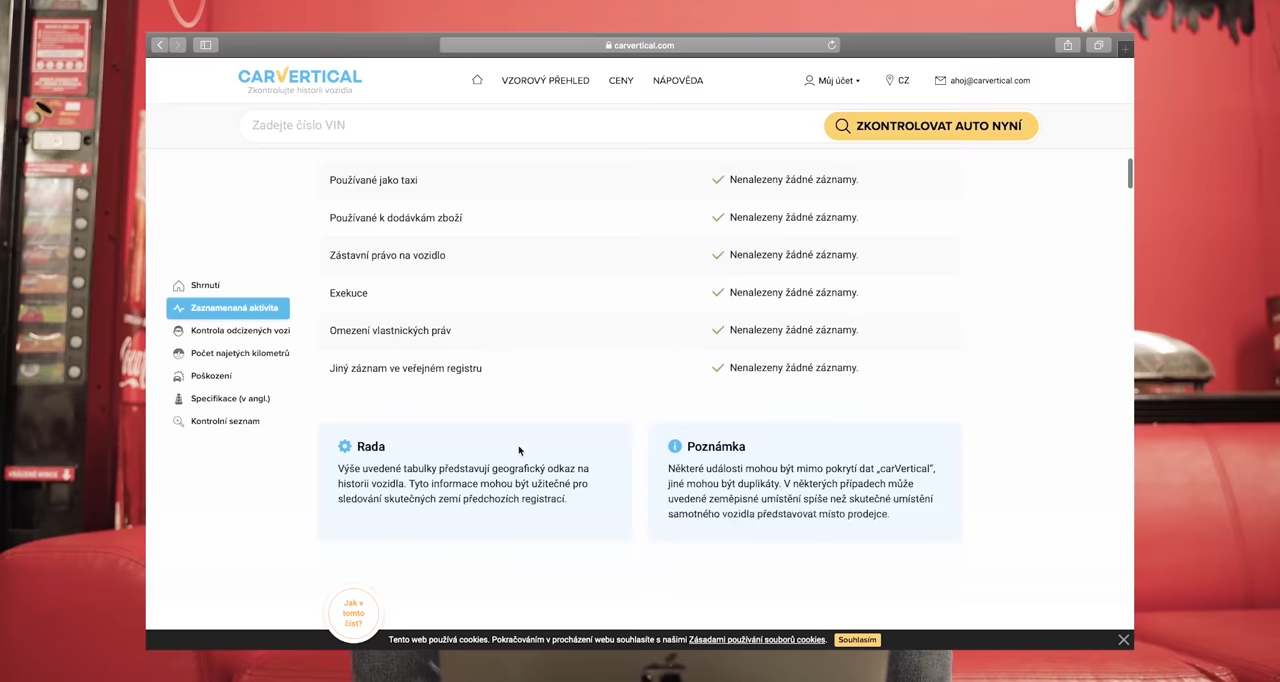 carvertical.com
CARVERTICAL
Zkontrolujte historii vozidla
VZOROVÝ PŘEHLED
CENY
NÁPOVĚDA
Můj účet
CZ
ahoj@carvertical.com
Zadejte číslo VIN
ZKONTROLOVAT AUTO NYNÍ
Používané jako taxi
Nenalezeny žádné záznamy.
Používané k dodávkám zboží
Nenalezeny žádné záznamy.
Zástavní právo na vozidlo
Nenalezeny žádné záznamy.
Exekuce
Nenalezeny žádné záznamy.
Omezení vlastnických práv
Nenalezeny žádné záznamy.
Jiný záznam ve veřejném registru
Nenalezeny žádné záznamy.
Shrnutí
Zaznamenaná aktivita
Kontrola odcizených vozi
Počet najetých kilometrů
Poškození
Specifikace (v angl.)
Kontrolní seznam
Rada
Výše uvedené tabulky představují geografický odkaz na
historii vozidla. Tyto informace mohou být užitečné pro
sledování skutečných zemí předchozích registrací.
Poznámka
Některé události mohou být mimo pokrytí dat „carVertical“,
jiné mohou být duplikáty. V některých případech může
uvedené zeměpisné umístění spíše než skutečné umístění
samotného vozidla představovat místo prodejce.
Jak v
tomto
číst?
Tento web používá cookies. Pokračováním v procházení webu souhlasíte s našimi Zásadami používání souborů cookies.
Souhlasím